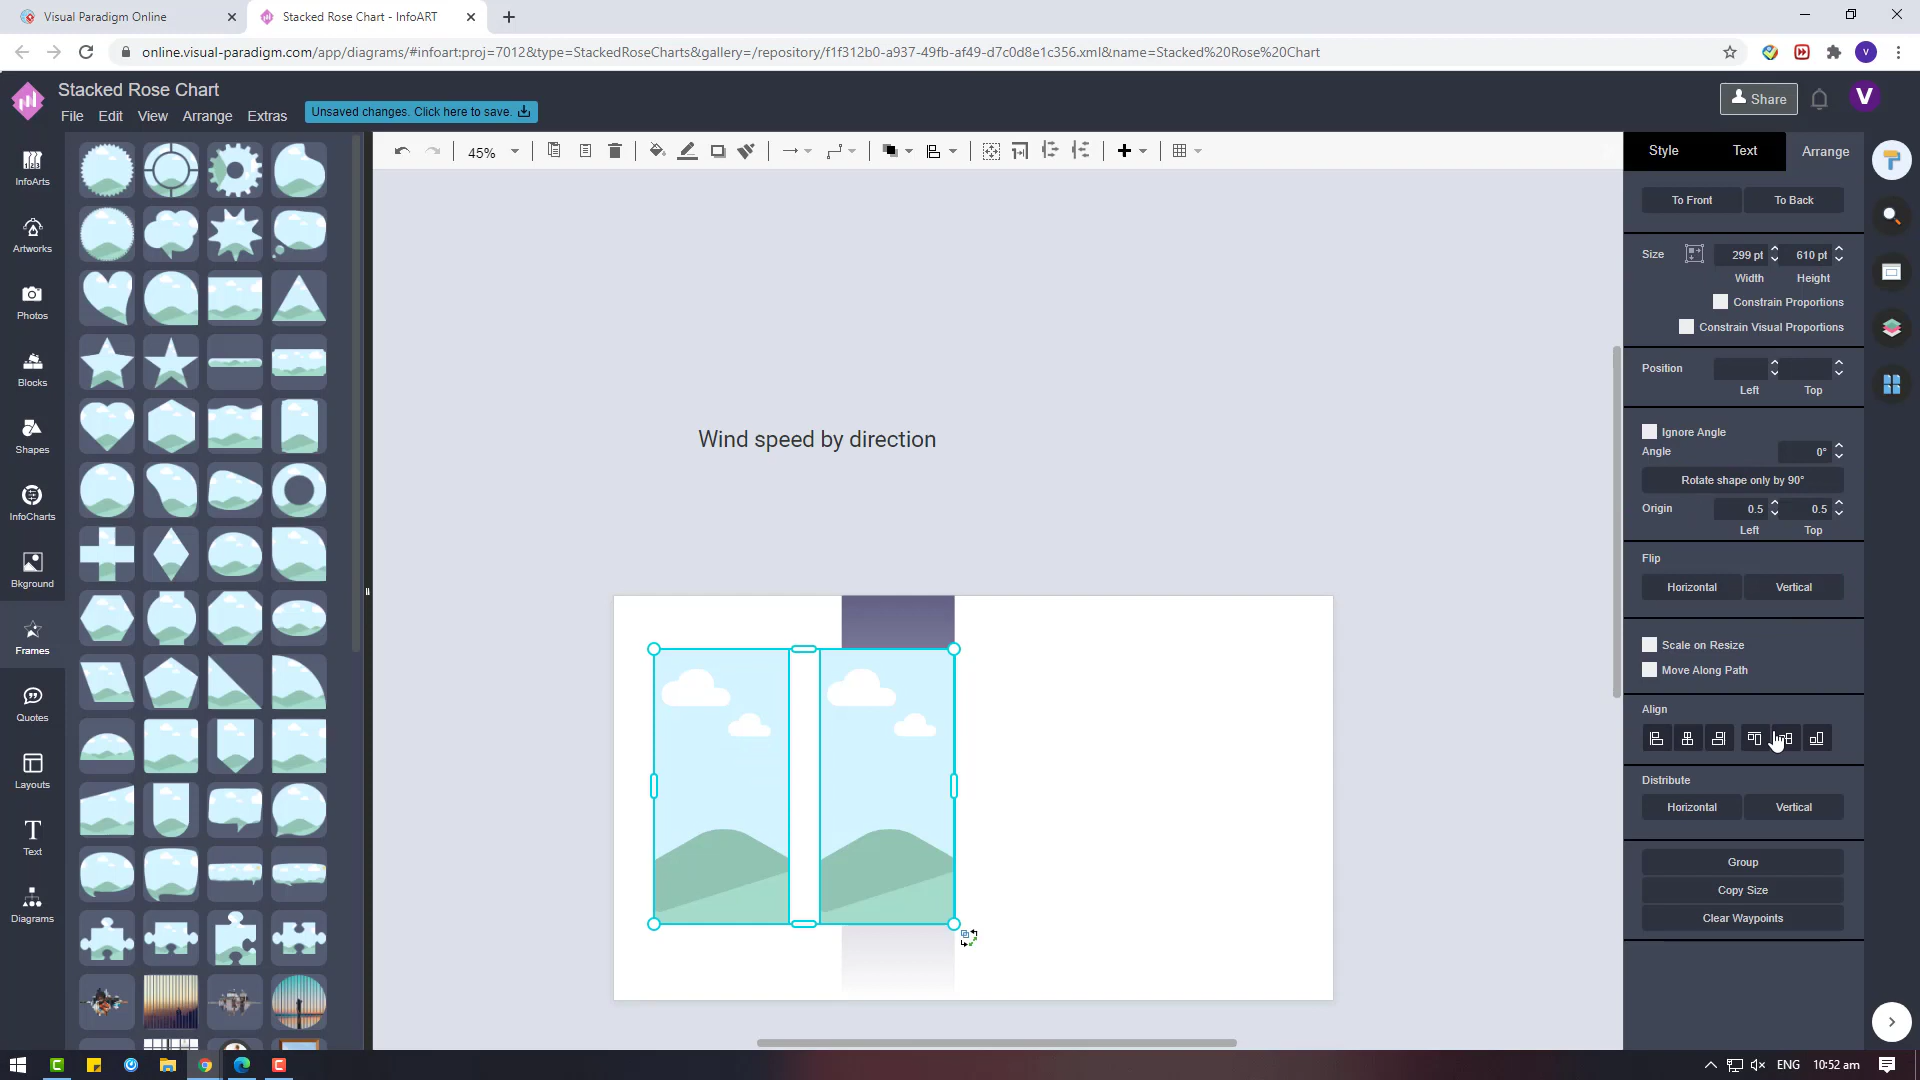 Visual Paradigm Online
Stacked Rose Chart - InfoART
online.visual-paradigm.com/app/diagrams/#infoart:proj=7012&type=StackedRoseCharts&gallery=/repository/f1f312b0-a937-49fb-af49-d7c0d8e1c356.xml&name=Stacked%20Rose%20Chart
V
Stacked Rose Chart
File
Edit
View
Arrange
Extras
Unsaved changes. Click here to save.
Share
V
45%
Style
Text
Arrange
InfoArts
Artworks
Photos
Blocks
Shapes
InfoCharts
Bkground
Frames
Quotes
Layouts
Text
Diagrams
Wind speed by direction
To Front
To Back
Size
299 pt
610 pt
Width
Height
Constrain Proportions
Constrain Visual Proportions
Position
Left
Top
Ignore Angle
Angle
0°
Rotate shape only by 90°
Origin
0.5
0.5
Left
Top
Flip
Horizontal
Vertical
Scale on Resize
Move Along Path
Align
Distribute
Horizontal
Vertical
Group
Copy Size
Clear Waypoints
ENG
10:52 am